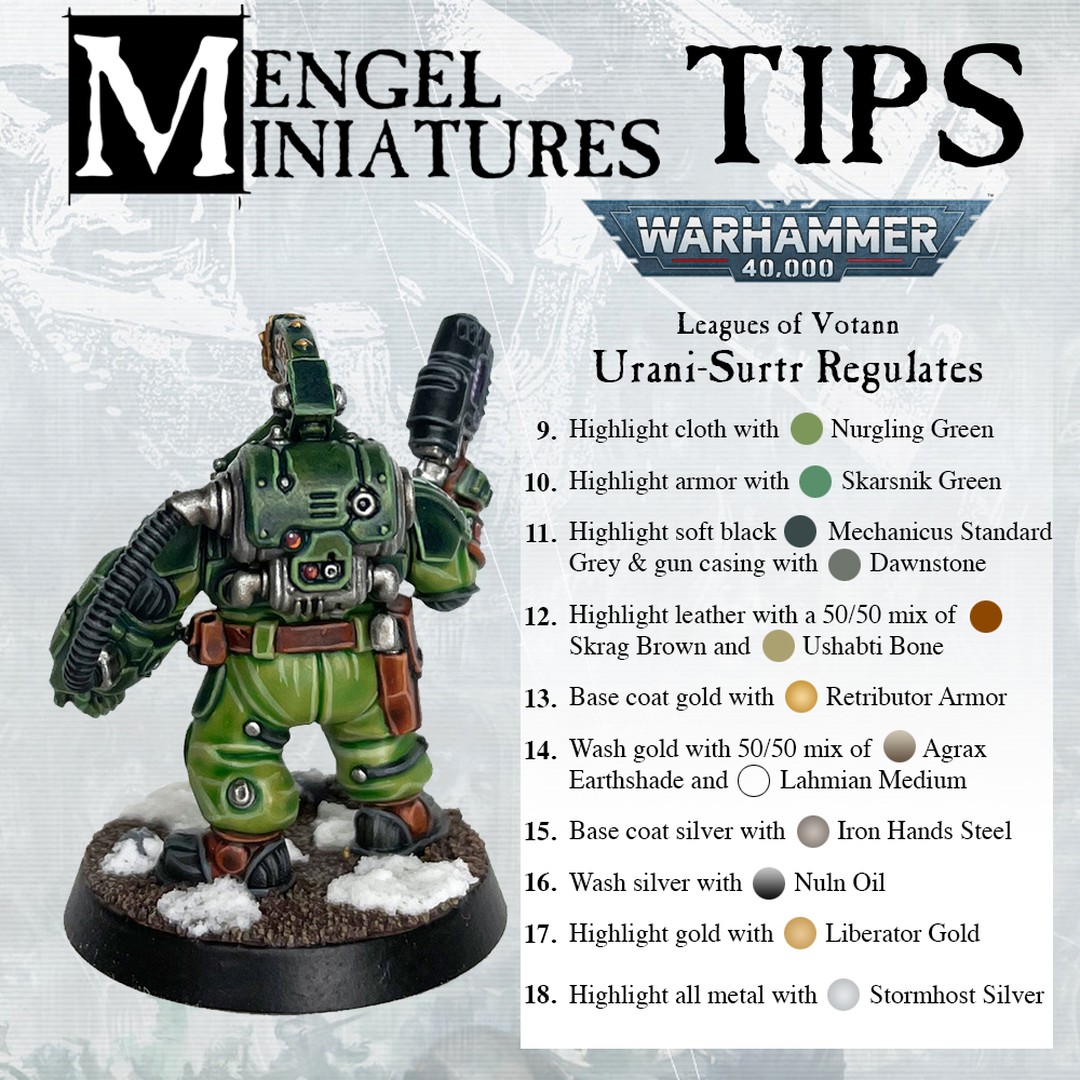 MENGEL
MINIATURES
TIPS
WARHAMMER
40,000
™
Leagues of Votann
Urani-Surtr Regulates
9. Highlight cloth with Nurgling Green
10. Highlight armor with Skarsnik Green
11. Highlight soft black Mechanicus Standard
Grey & gun casing with Dawnstone
12. Highlight leather with a 50/50 mix of
Skrag Brown and Ushabti Bone
13. Base coat gold with Retributor Armor
14. Wash gold with 50/50 mix of Agrax
Earthshade and Lahmian Medium
15. Base coat silver with Iron Hands Steel
16. Wash silver with Nuln Oil
17. Highlight gold with Liberator Gold
18. Highlight all metal with Stormhost Silver